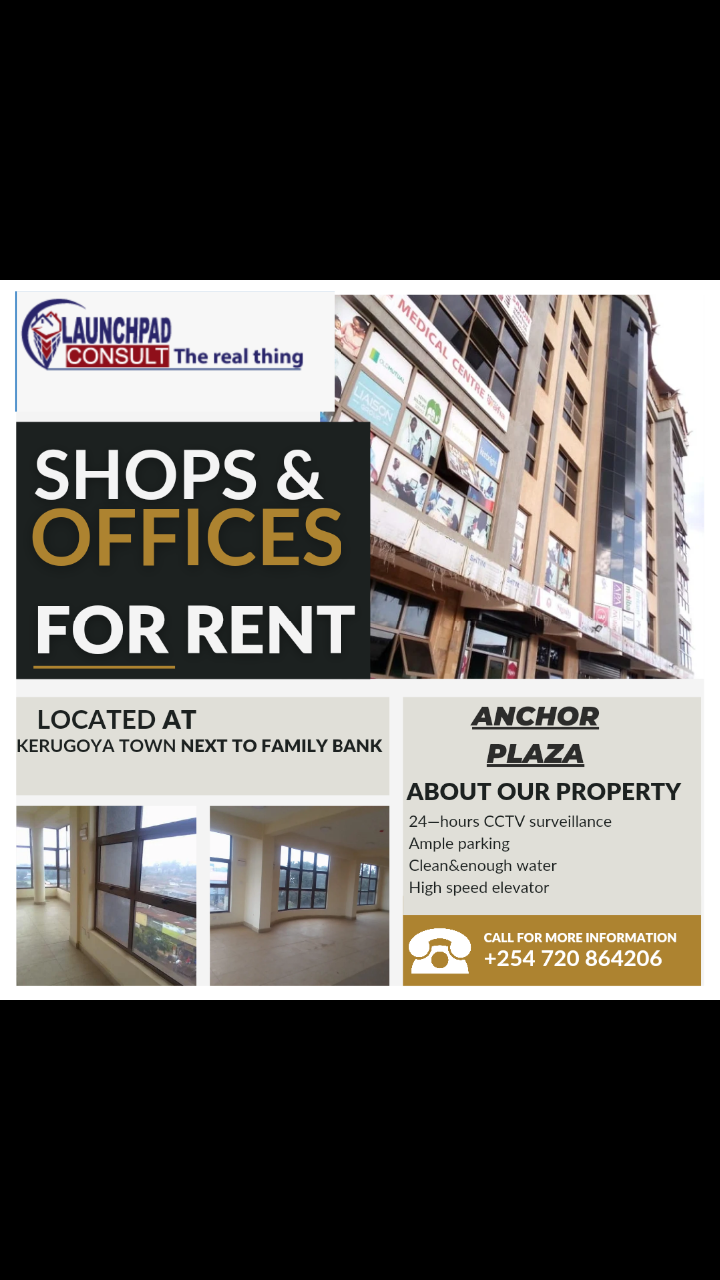 LAUNCHPAD
CONSULT The real thing
MEDICAL CENTRE
OLDMUTUAL
LIAISON
SHOPS &
OFFICES
FOR RENT
LOCATED AT
KERUGOYA TOWN NEXT TO FAMILY BANK
ANCHOR
PLAZA
ABOUT OUR PROPERTY
24—hours CCTV surveillance
Ample parking
Clean&enough water
High speed elevator
CALL FOR MORE INFORMATION
+254 720 864206